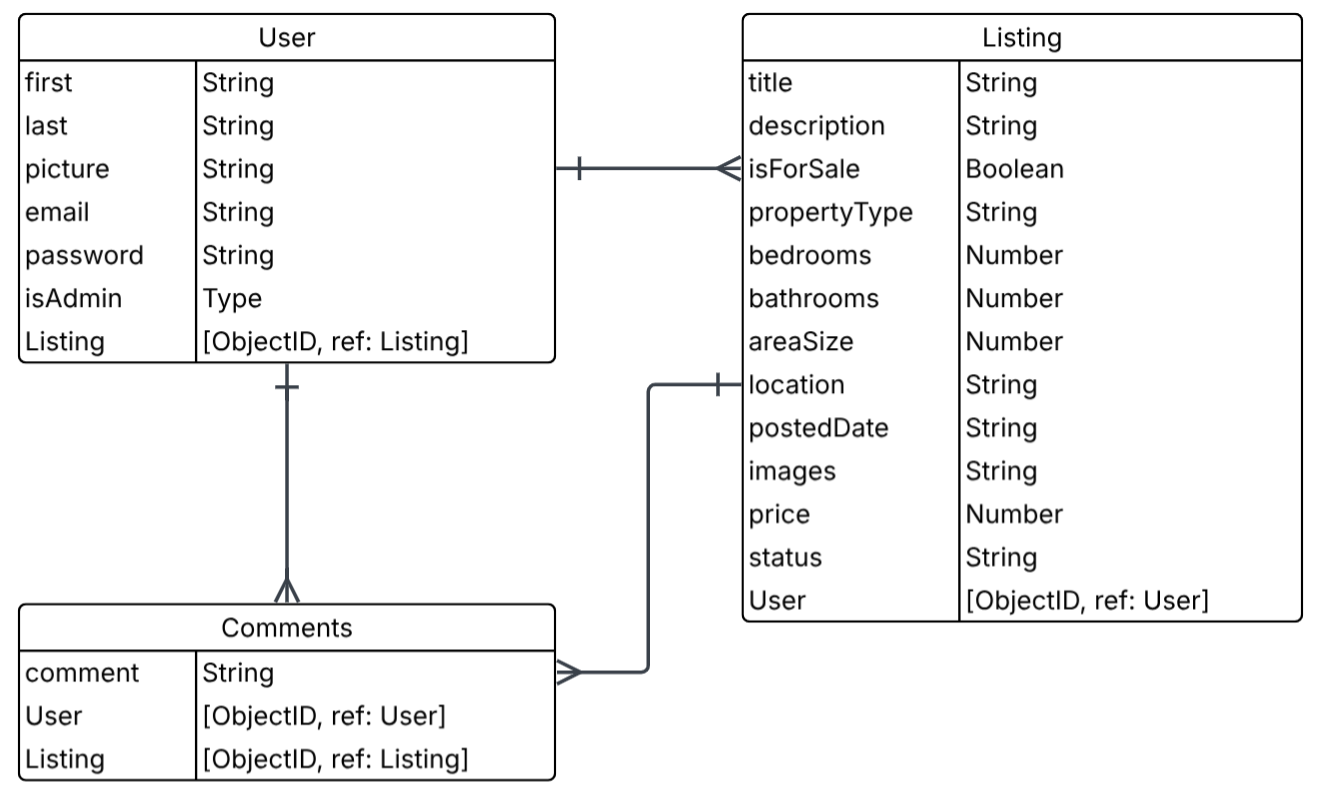 User
first String
last String
picture String
email String
password String
isAdmin Type
Listing [ObjectID, ref: Listing]
Listing
title String
description String
isForSale Boolean
propertyType String
bedrooms Number
bathrooms Number
areaSize Number
location String
postedDate String
images String
price Number
status String
User [ObjectID, ref: User]
Comments
comment String
User [ObjectID, ref: User]
Listing [ObjectID, ref: Listing]